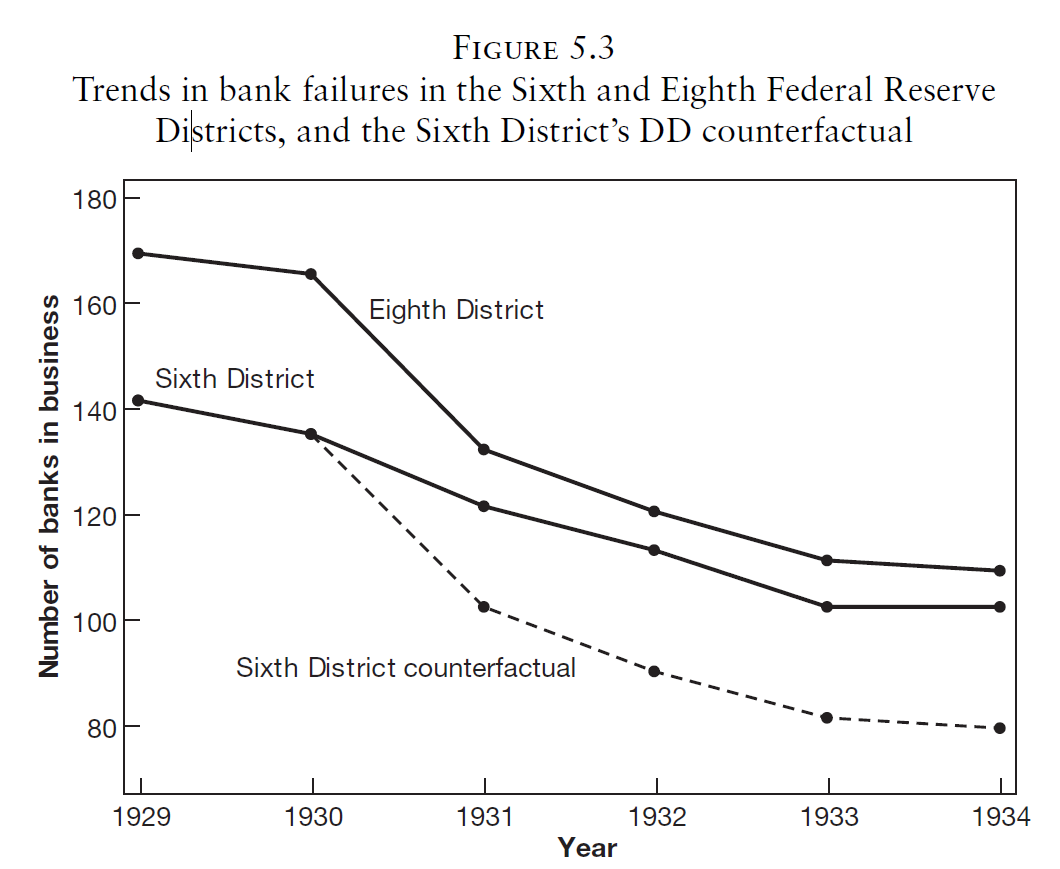 FIGURE 5.3
Trends in bank failures in the Sixth and Eighth Federal Reserve
Districts, and the Sixth District’s DD counterfactual
180
160
140
120
100
80
Number of banks in business
Eighth District
Sixth District
Sixth District counterfactual
1929 1930 1931 1932 1933 1934
Year